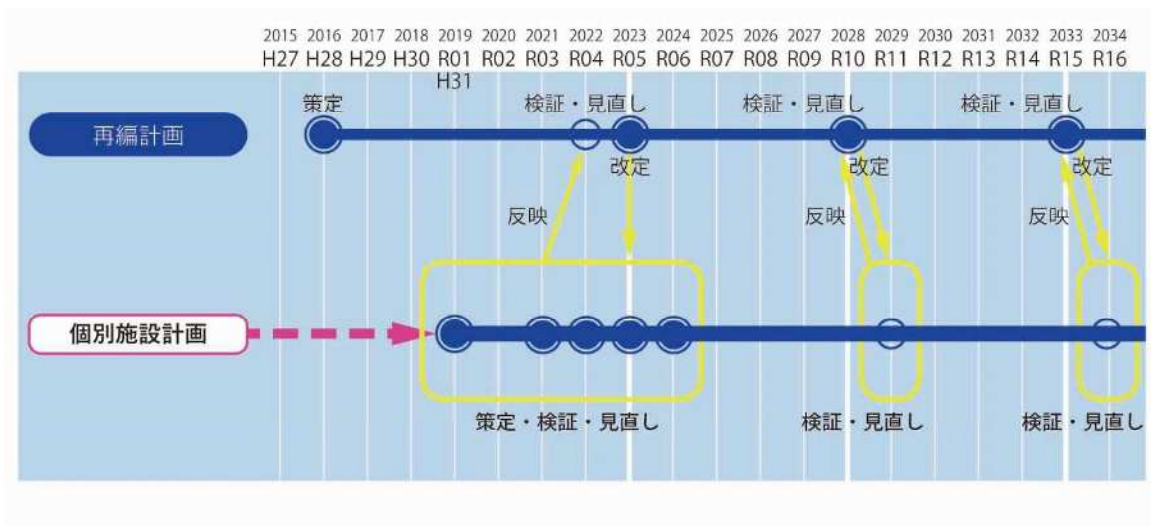 2015 2016 2017 2018 2019 2020 2021 2022 2023 2024 2025 2026 2027 2028 2029 2030 2031 2032 2033 2034
H27 H28 H29 H30 R01 R02 R03 R04 R05 R06 R07 R08 R09 R10 R11 R12 R13 R14 R15 R16
H31
策定 検証・見直し 検証・見直し 検証・見直し
再編計画
改定 改定 改定
反映 反映 反映
個別施設計画
策定・検証・見直し 検証・見直し 検証・見直し